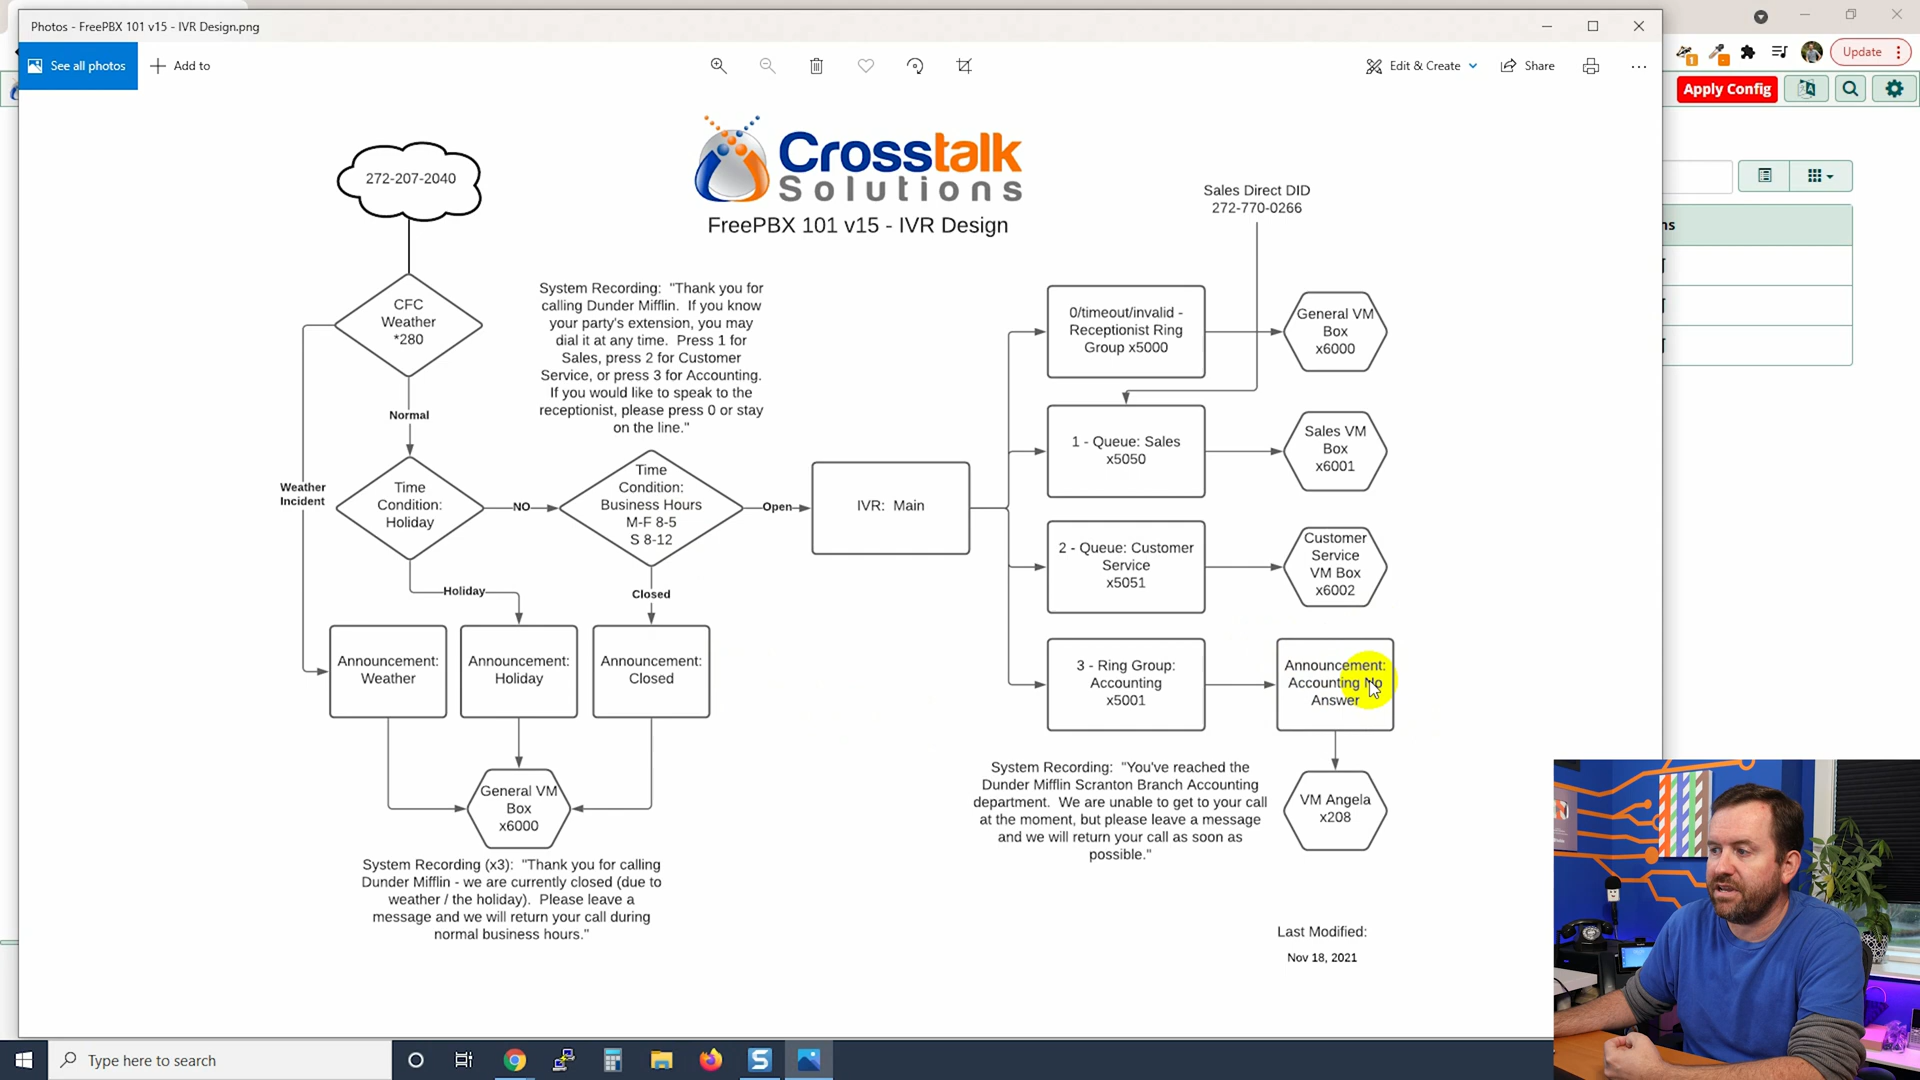 Photos - FreePBX 101 v15 - IVR Design.png
See all photos
Add to
Edit & Create
Share
Update
Apply Config
Crosstalk
Solutions
FreePBX 101 v15 - IVR Design
272-207-2040
Sales Direct DID
272-770-0266
CFC
Weather
*280
System Recording: "Thank you for
calling Dunder Mifflin. If you know
your party's extension, you may
dial it at any time. Press 1 for
Sales, press 2 for Customer
Service, or press 3 for Accounting.
If you would like to speak to the
receptionist, please press 0 or stay
on the line."
0/timeout/invalid -
Receptionist Ring
Group x5000
General VM
Box
x6000
Normal
1 - Queue: Sales
x5050
Sales VM
Box
x6001
Weather
Incident
Time
Condition:
Holiday
NO
Time
Condition:
Business Hours
M-F 8-5
S 8-12
Open
IVR: Main
2 - Queue: Customer
Service
x5051
Customer
Service
VM Box
x6002
Holiday
Closed
Announcement:
Weather
Announcement:
Holiday
Announcement:
Closed
3 - Ring Group:
Accounting
x5001
Announcement:
Accounting No
Answer
General VM
Box
x6000
System Recording: "You've reached the
Dunder Mifflin Scranton Branch Accounting
department. We are unable to get to your call
at the moment, but please leave a message
and we will return your call as soon as
possible."
VM Angela
x208
System Recording (x3): "Thank you for calling
Dunder Mifflin - we are currently closed (due to
weather / the holiday). Please leave a
message and we will return your call during
normal business hours."
Last Modified:
Nov 18, 2021
Type here to search